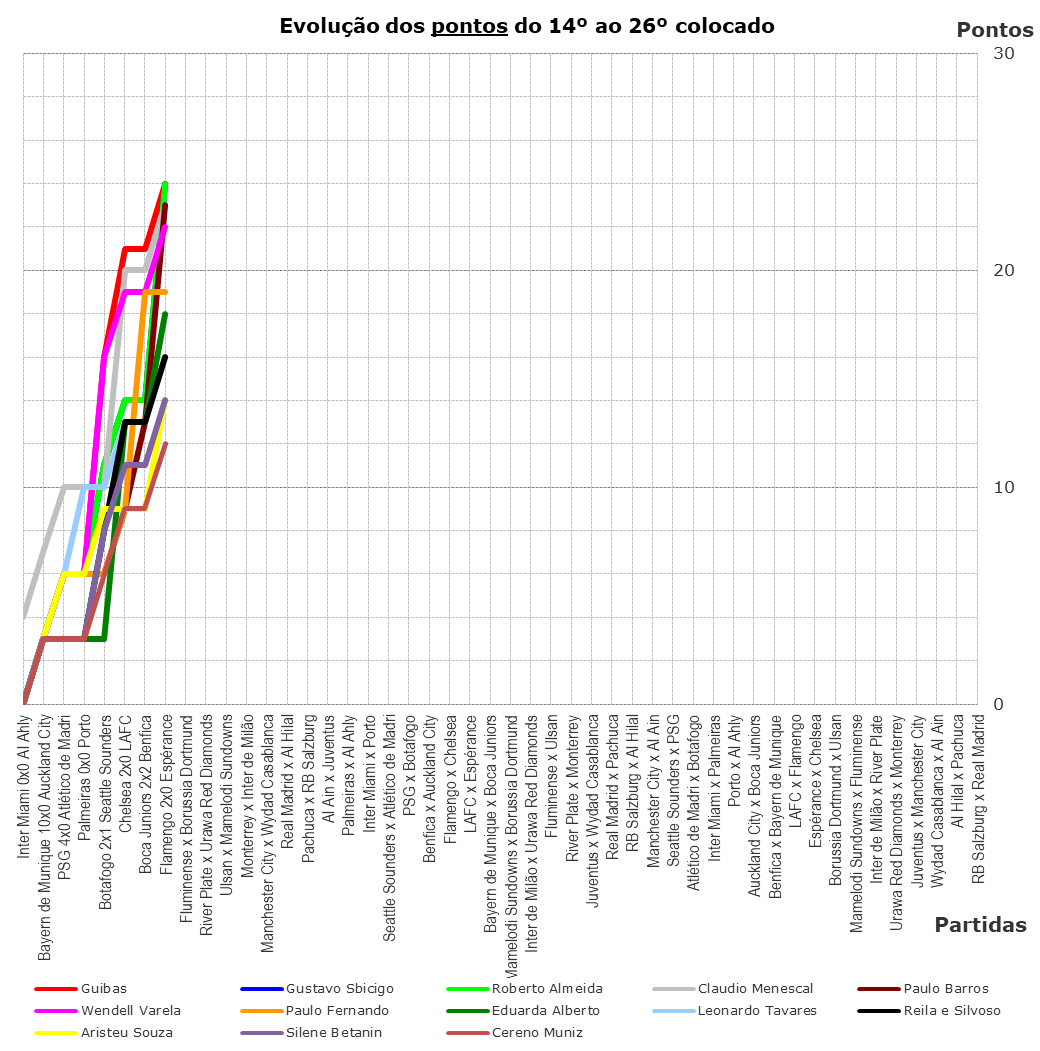 Evolução dos pontos do 14º ao 26º colocado
Pontos
30
20
10
0
Inter Miami 0x0 Al Ahly
Bayern de Munique 10x0 Auckland City
PSG 4x0 Atlético de Madri
Palmeiras 0x0 Porto
Botafogo 2x1 Seattle Sounders
Chelsea 2x0 LAFC
Boca Juniors 2x2 Benfica
Flamengo 2x0 Espérance
Fluminense x Borussia Dortmund
River Plate x Urawa Red Diamonds
Ulsan x Mamelodi Sundowns
Monterrey x Inter de Milão
Manchester City x Wydad Casablanca
Real Madrid x Al Hilal
Pachuca x RB Salzburg
Al Ain x Juventus
Palmeiras x Al Ahly
Inter Miami x Porto
Seattle Sounders x Atlético de Madri
PSG x Botafogo
Benfica x Auckland City
Flamengo x Chelsea
LAFC x Espérance
Bayern de Munique x Boca Juniors
Mamelodi Sundowns x Borussia Dortmund
Inter de Milão x Urawa Red Diamonds
Fluminense x Ulsan
River Plate x Monterrey
Juventus x Wydad Casablanca
Real Madrid x Pachuca
RB Salzburg x Al Hilal
Manchester City x Al Ain
Seattle Sounders x PSG
Atlético de Madri x Botafogo
Inter Miami x Palmeiras
Porto x Al Ahly
Auckland City x Boca Juniors
Benfica x Bayern de Munique
LAFC x Flamengo
Espérance x Chelsea
Borussia Dortmund x Ulsan
Mamelodi Sundowns x Fluminense
Inter de Milão x River Plate
Urawa Red Diamonds x Monterrey
Juventus x Manchester City
Wydad Casablanca x Al Ain
Al Hilal x Pachuca
RB Salzburg x Real Madrid
Partidas
Guibas
Gustavo Sbicigo
Roberto Almeida
Claudio Menescal
Paulo Barros
Wendell Varela
Paulo Fernando
Eduarda Alberto
Leonardo Tavares
Reila e Silvoso
Aristeu Souza
Silene Betanin
Cereno Muniz